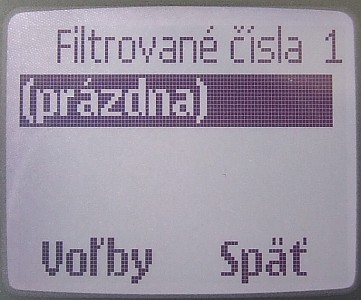 Filtrované čísla 1
(prázdna)
Voľby Späť